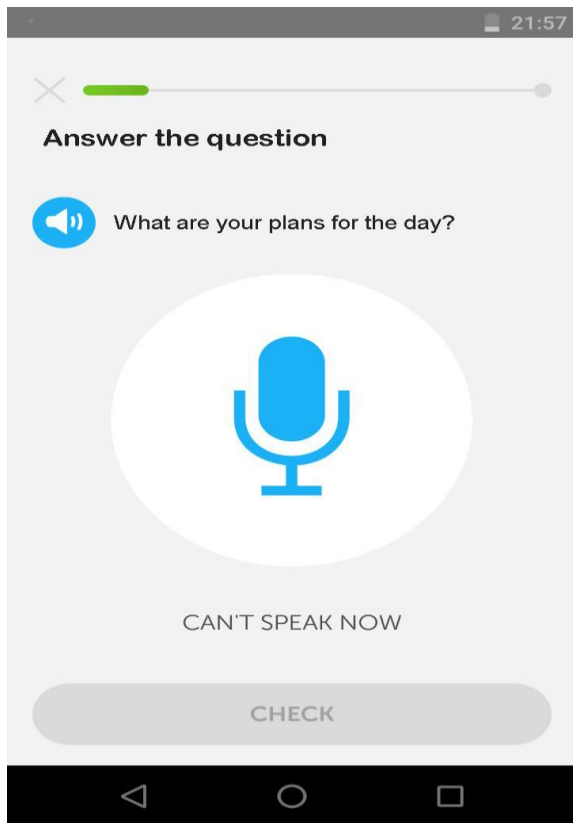 21:57
Answer the question
What are your plans for the day?
CAN'T SPEAK NOW
CHECK